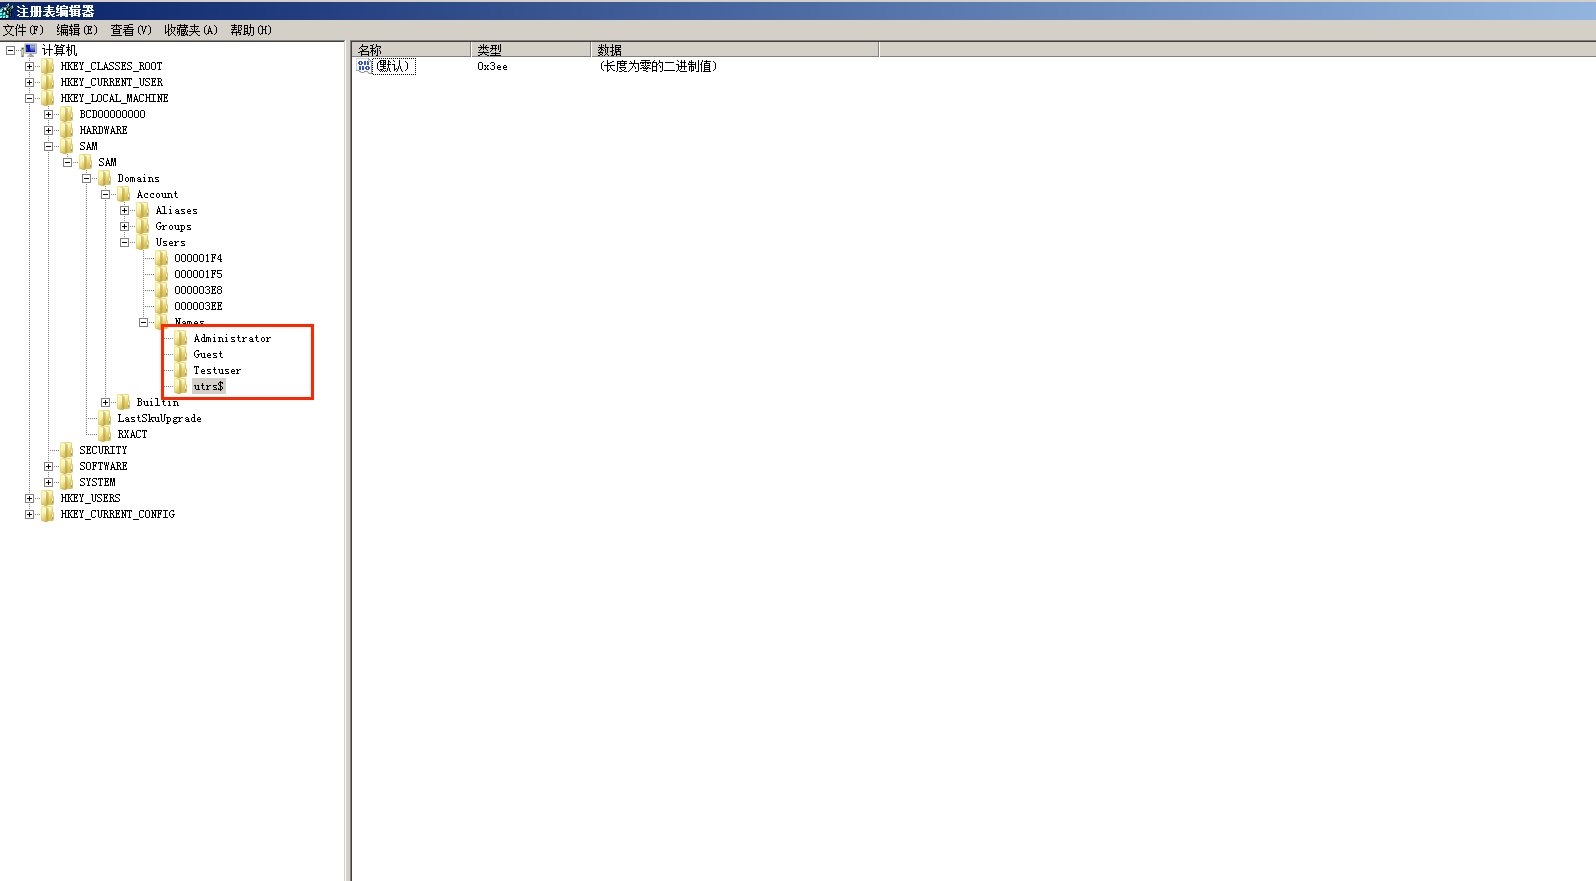 注册表编辑器
文件(F) 编辑(E) 查看(V) 收藏夹(A) 帮助(H)
计算机
HKEY_CLASSES_ROOT
HKEY_CURRENT_USER
HKEY_LOCAL_MACHINE
BCD00000000
HARDWARE
SAM
SAM
Domains
Account
Aliases
Groups
Users
000001F4
000001F5
000003E8
000003EE
Names
Administrator
Guest
Testuser
utrs$
Builtin
LastSkuUpgrade
RXACT
SECURITY
SOFTWARE
SYSTEM
HKEY_USERS
HKEY_CURRENT_CONFIG
名称 类型 数据
(默认) 0x3ee (长度为零的二进制值)